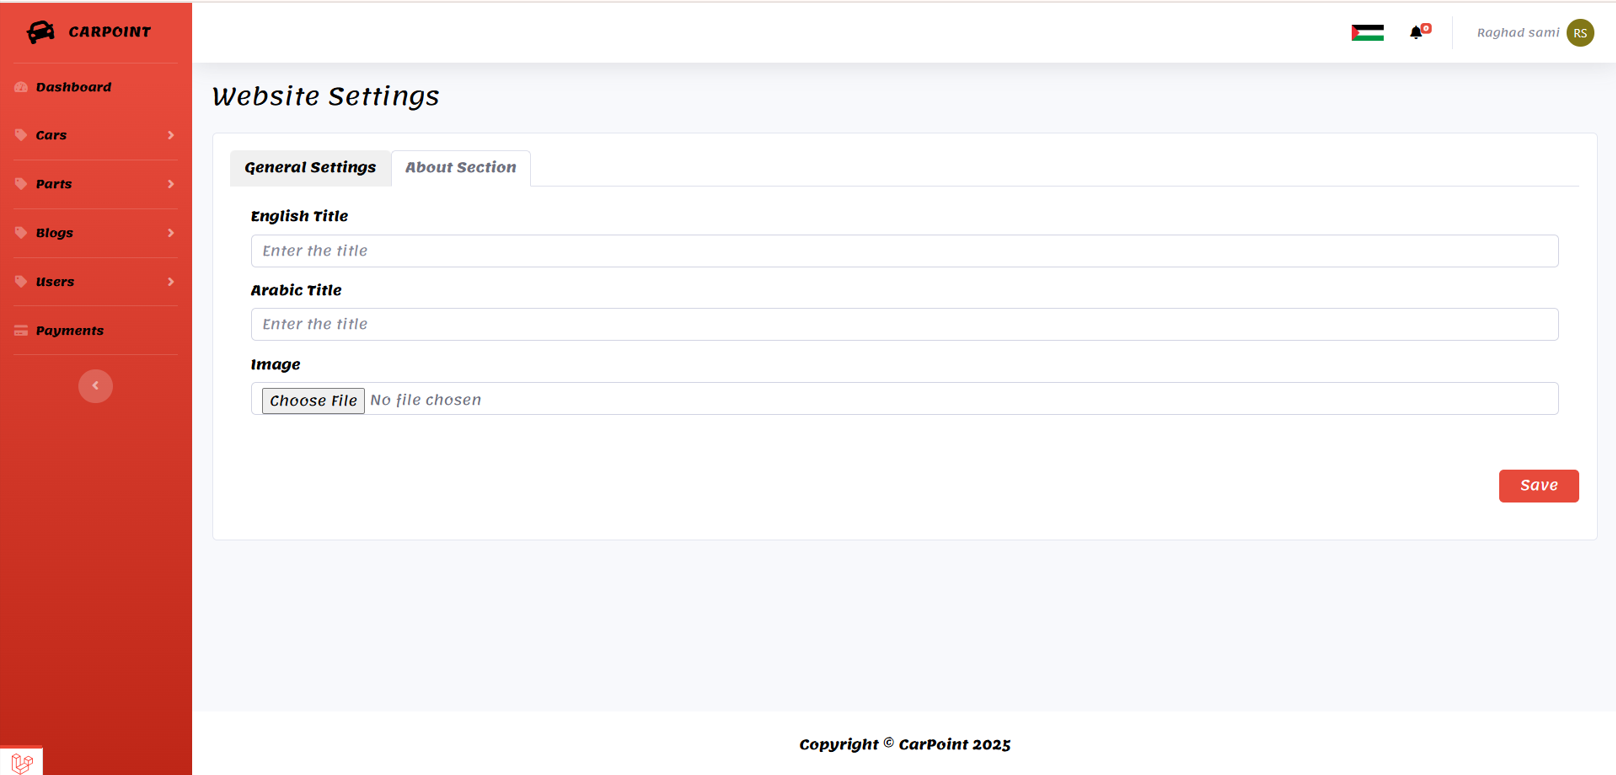 CARPOINT
0
Raghad sami
RS
Dashboard
Cars
Parts
Blogs
Users
Payments
Website Settings
General Settings
About Section
English Title
Enter the title
Arabic Title
Enter the title
Image
Choose File No file chosen
Save
Copyright © CarPoint 2025